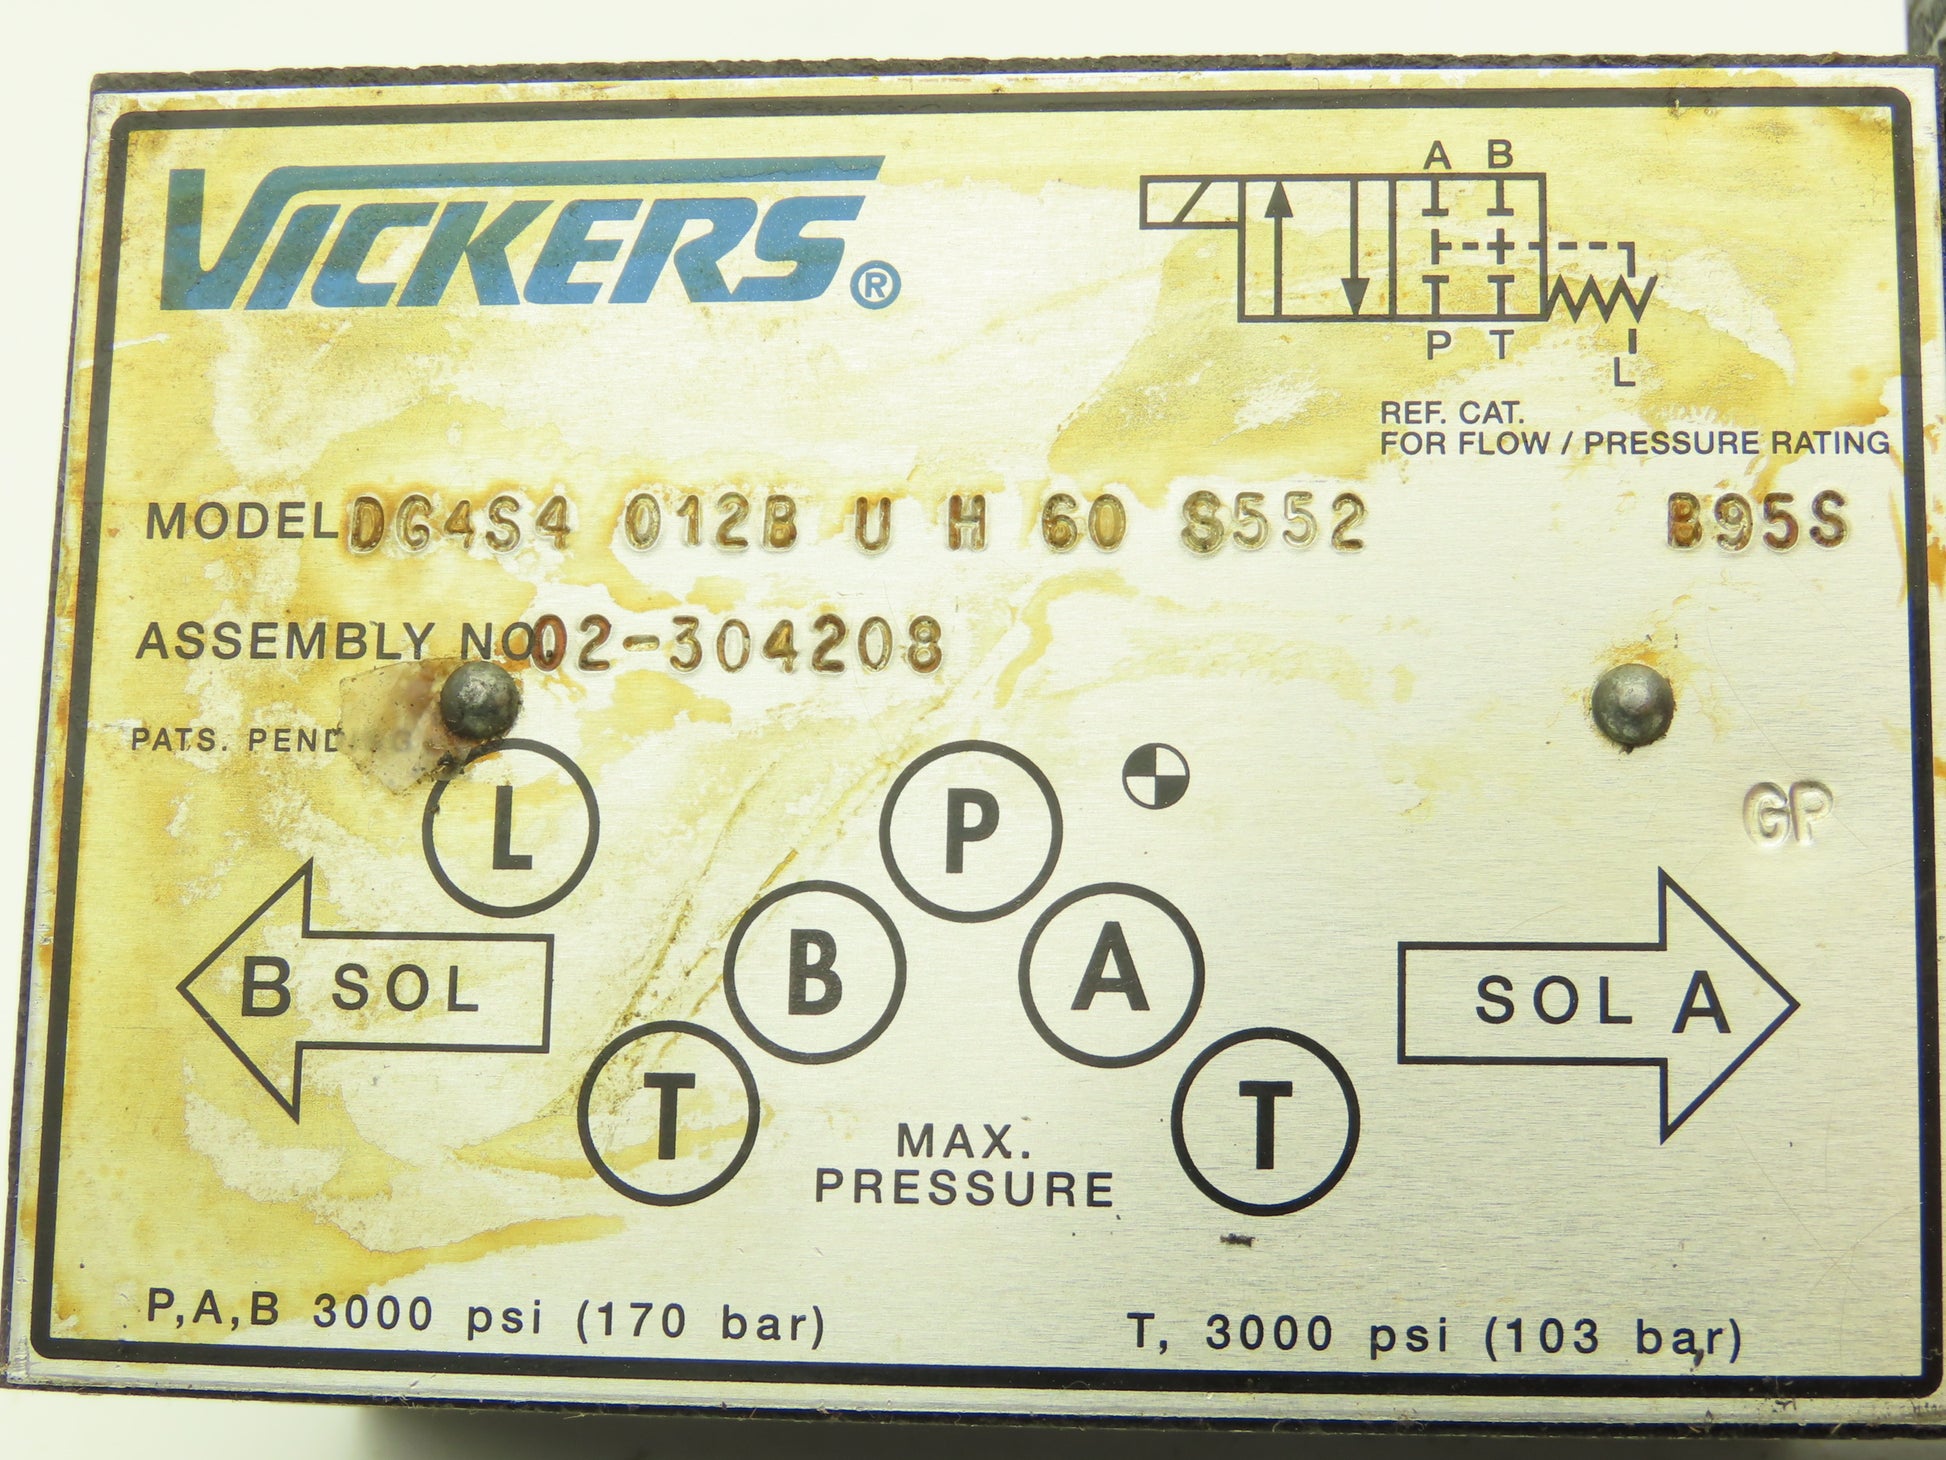 VICKERS®
A B
P T
L
REF. CAT.
FOR FLOW / PRESSURE RATING
MODEL DG4S4 012B U H 60 S552 B95S
ASSEMBLY NO. 02-304208
PATS. PENDING
GP
L
P
B
A
T
T
B SOL
SOL A
MAX.
PRESSURE
P,A,B 3000 psi (170 bar)
T, 3000 psi (103 bar)